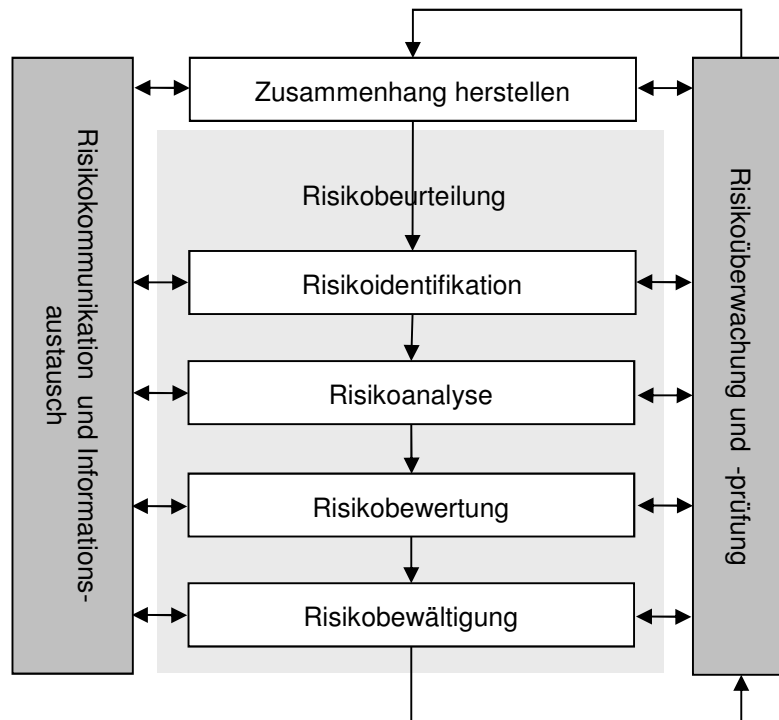 Zusammenhang herstellen
Risikobeurteilung
Risikoidentifikation
Risikoanalyse
Risikobewertung
Risikobewältigung
Risikokommunikation und Informations-
austausch
Risikoüberwachung und -prüfung